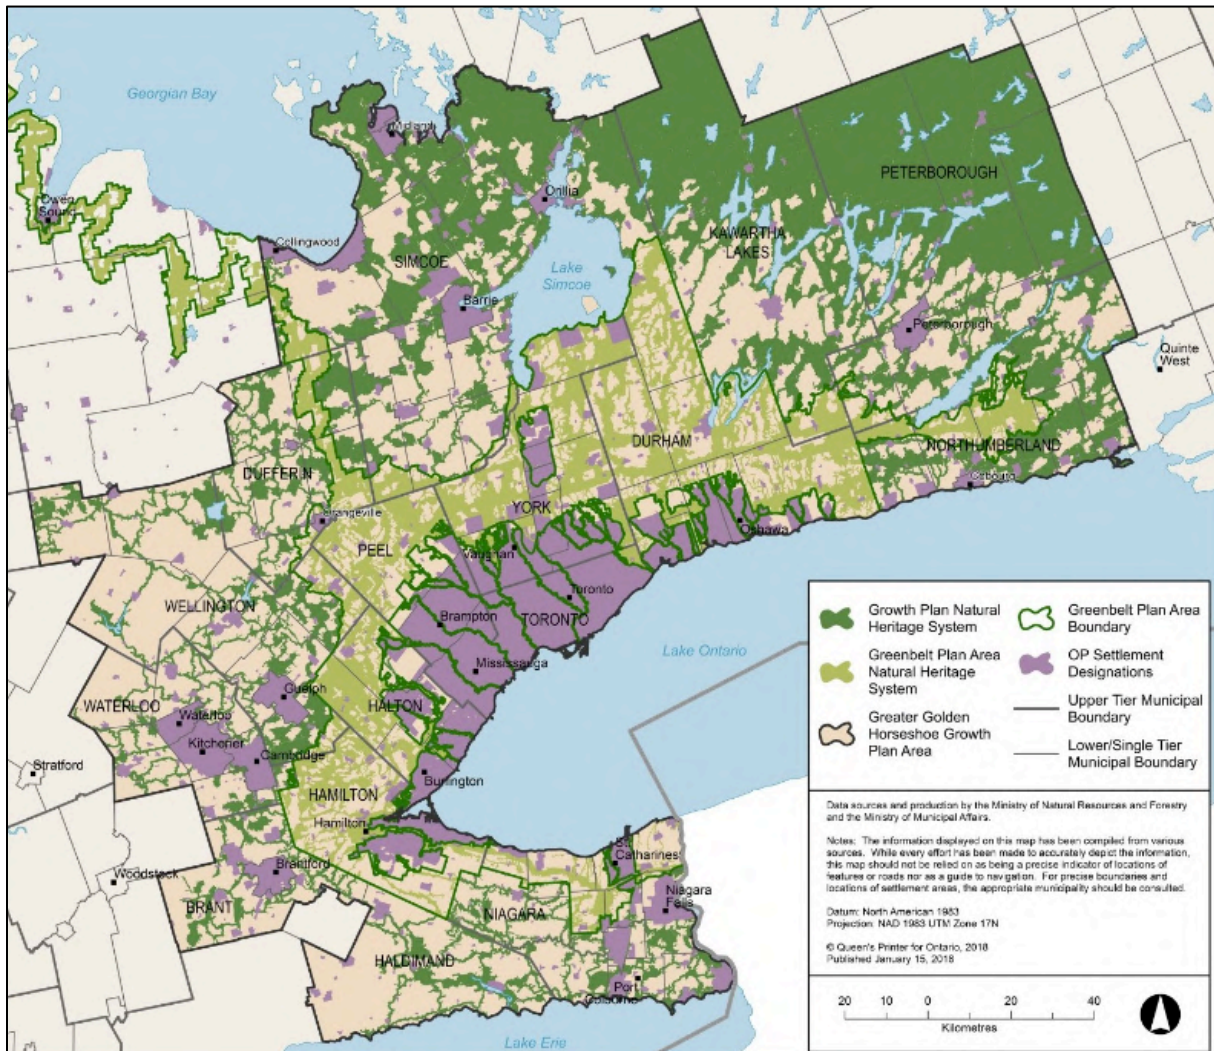 Georgian Bay
Midland
PETERBOROUGH
Owen
Sound
Orillia
Collingwood
KAWARTHA
LAKES
SIMCOE
Lake
Simcoe
Barrie
Peterborough
Quinte
West
DURHAM
NORTHUMBERLAND
DUFFERIN
Cobourg
YORK
Orangeville
Oshawa
PEEL
Vaughan
Toronto
WELLINGTON
Brampton
TORONTO
Lake Ontario
Mississauga
Guelph
HALTON
WATERLOO
Waterloo
Kitchener
Cambridge
Stratford
Burlington
HAMILTON
Hamilton
St.
Catharines
Brantford
Woodstock
Niagara
Falls
BRANT
NIAGARA
HALDIMAND
Port
Colborne
Lake Erie
Growth Plan Natural
Heritage System
Greenbelt Plan Area
Natural Heritage
System
Greater Golden
Horseshoe Growth
Plan Area
Greenbelt Plan Area
Boundary
OP Settlement
Designations
Upper Tier Municipal
Boundary
Lower/Single Tier
Municipal Boundary
Data sources and production by the Ministry of Natural Resources and Forestry
and the Ministry of Municipal Affairs.
Notes: The information displayed on this map has been compiled from various
sources. While every effort has been made to accurately depict the information,
this map should not be relied on as being a precise indicator of locations of
features or roads nor as a guide to navigation. For precise boundaries and
locations of settlement areas, the appropriate municipality should be consulted.
Datum: North American 1983
Projection: NAD 1983 UTM Zone 17N
© Queen's Printer for Ontario, 2018
Published January 15, 2018
20 10 0 20 40
Kilometres